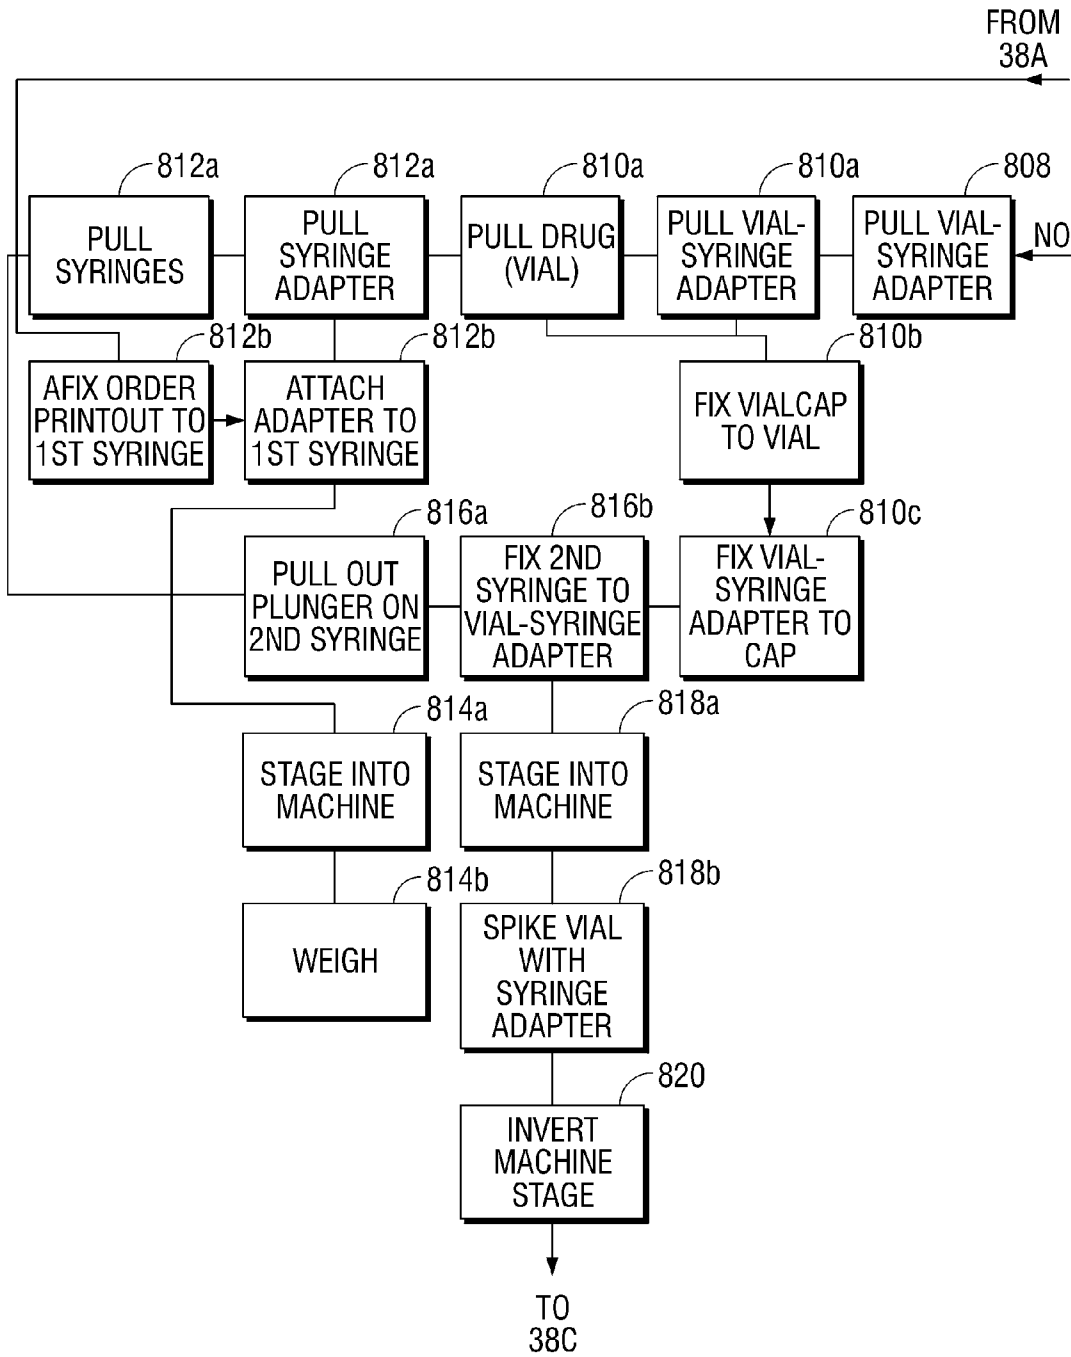 FROM
38A
812a
812a
810a
810a
808
PULL
SYRINGES
PULL
SYRINGE
ADAPTER
PULL DRUG
(VIAL)
PULL VIAL-
SYRINGE
ADAPTER
PULL VIAL-
SYRINGE
ADAPTER
NO
812b
812b
810b
AFIX ORDER
PRINTOUT TO
1ST SYRINGE
ATTACH
ADAPTER TO
1ST SYRINGE
FIX VIALCAP
TO VIAL
816a
816b
810c
PULL OUT
PLUNGER ON
2ND SYRINGE
FIX 2ND
SYRINGE TO
VIAL-SYRINGE
ADAPTER
FIX VIAL-
SYRINGE
ADAPTER TO
CAP
814a
818a
STAGE INTO
MACHINE
STAGE INTO
MACHINE
814b
818b
WEIGH
SPIKE VIAL
WITH
SYRINGE
ADAPTER
820
INVERT
MACHINE
STAGE
TO
38C